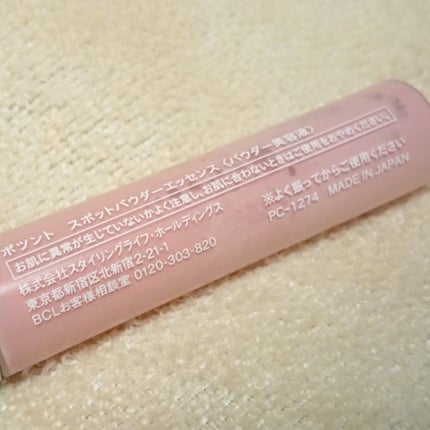 ポツント スポットパウダーエッセンス〈パウダー美容液〉
お肌に異常が生じていないかよく注意し、お肌に合わないときはご使用をおやめください。
株式会社スタイリングライフ・ホールディングス
東京都新宿区北新宿2-21-1
BCLお客様相談室 0120-303-820
※よく振ってからご使用ください
PC-1274 MADE IN JAPAN